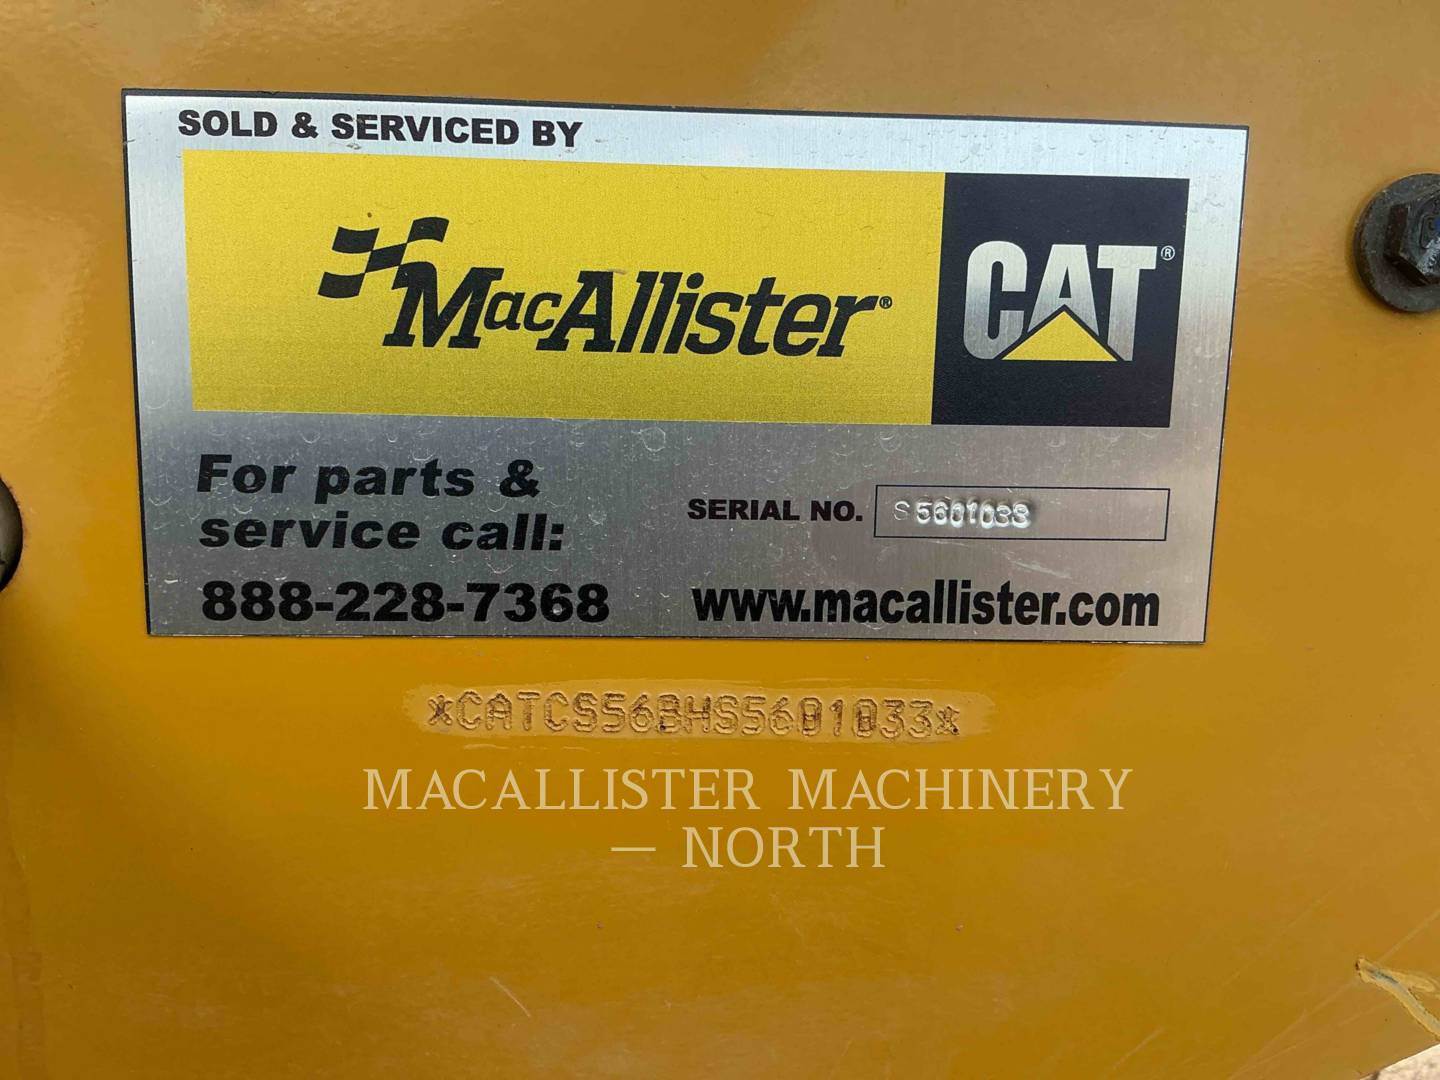 SOLD & SERVICED BY
MacAllister®
CAT®
For parts &
service call:
888-228-7368
SERIAL NO. S5601033
www.macallister.com
*CATCS56BHS5601033*
MACALLISTER MACHINERY
— NORTH